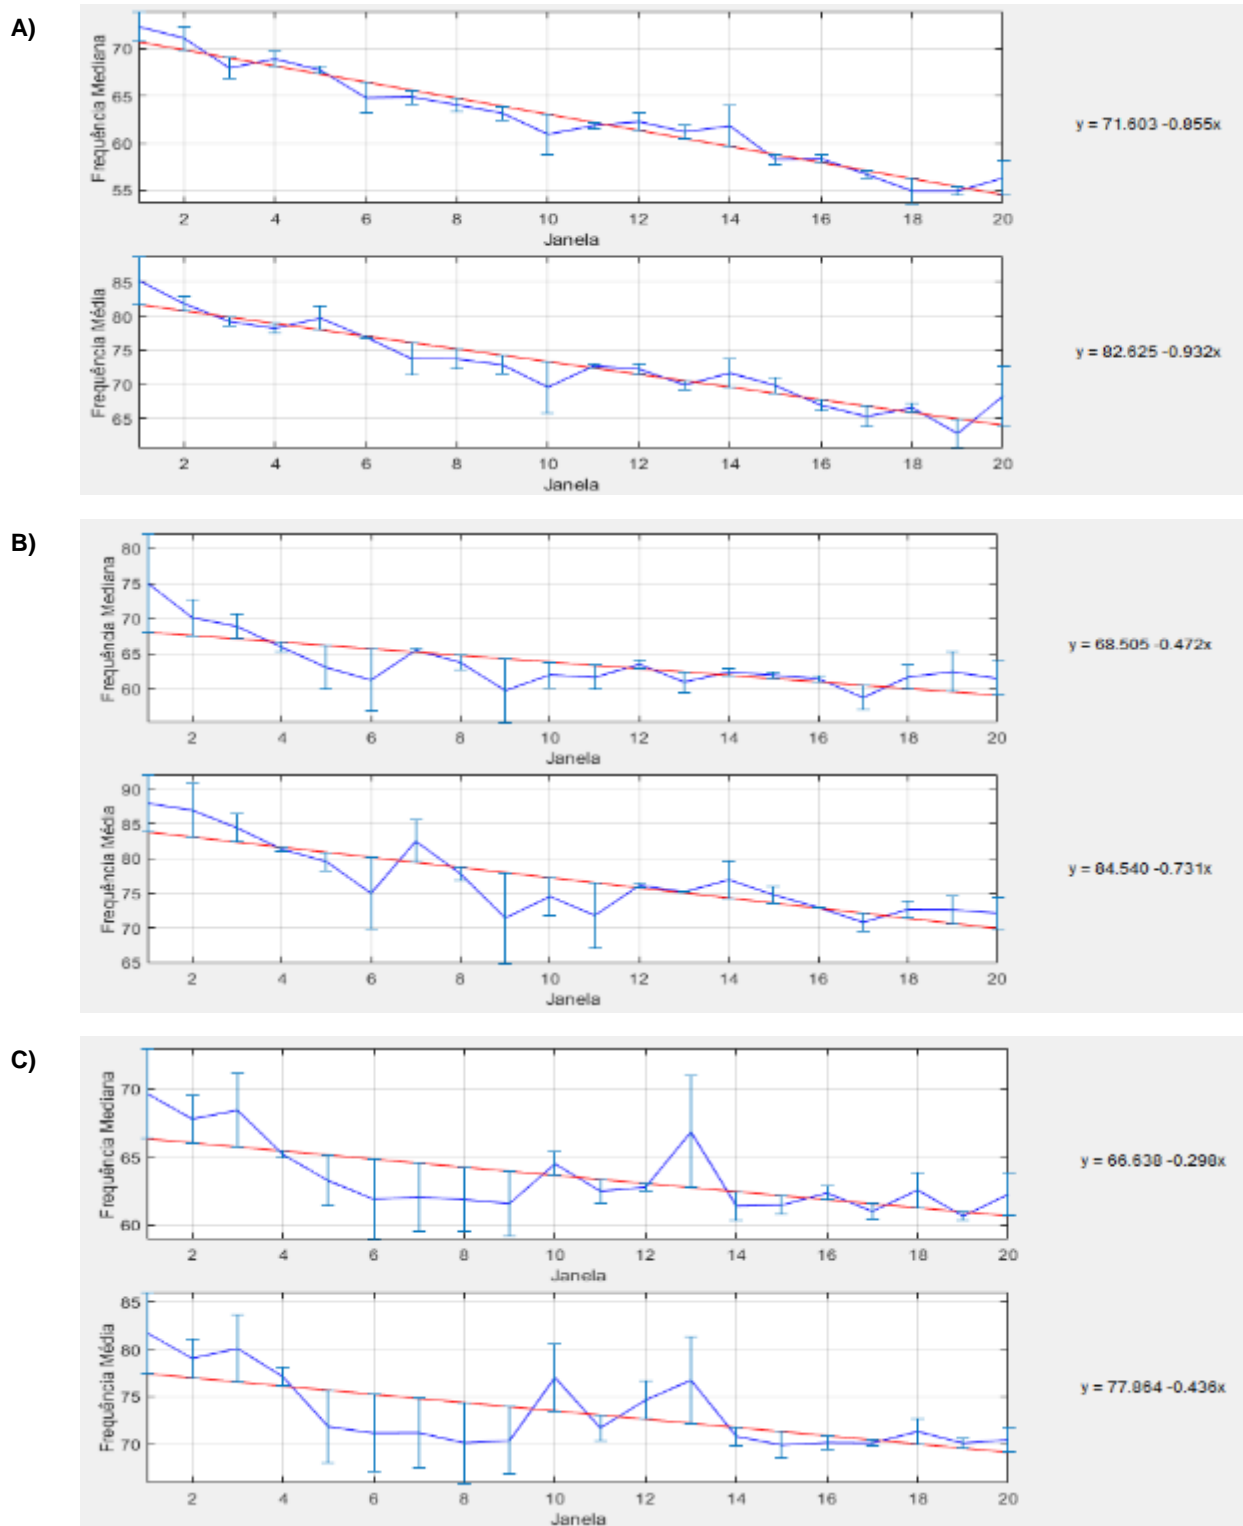 A)
Frequência Mediana
70
65
60
55
2 4 6 8 10 12 14 16 18 20
Janela
y = 71.603 -0.855x
Frequência Média
85
80
75
70
65
2 4 6 8 10 12 14 16 18 20
Janela
y = 82.625 -0.932x
B)
Frequência Mediana
80
75
70
65
60
2 4 6 8 10 12 14 16 18 20
Janela
y = 68.505 -0.472x
Frequência Média
90
85
80
75
70
65
2 4 6 8 10 12 14 16 18 20
Janela
y = 84.540 -0.731x
C)
Frequência Mediana
70
65
60
2 4 6 8 10 12 14 16 18 20
Janela
y = 66.638 -0.298x
Frequência Média
85
80
75
70
2 4 6 8 10 12 14 16 18 20
Janela
y = 77.864 -0.436x